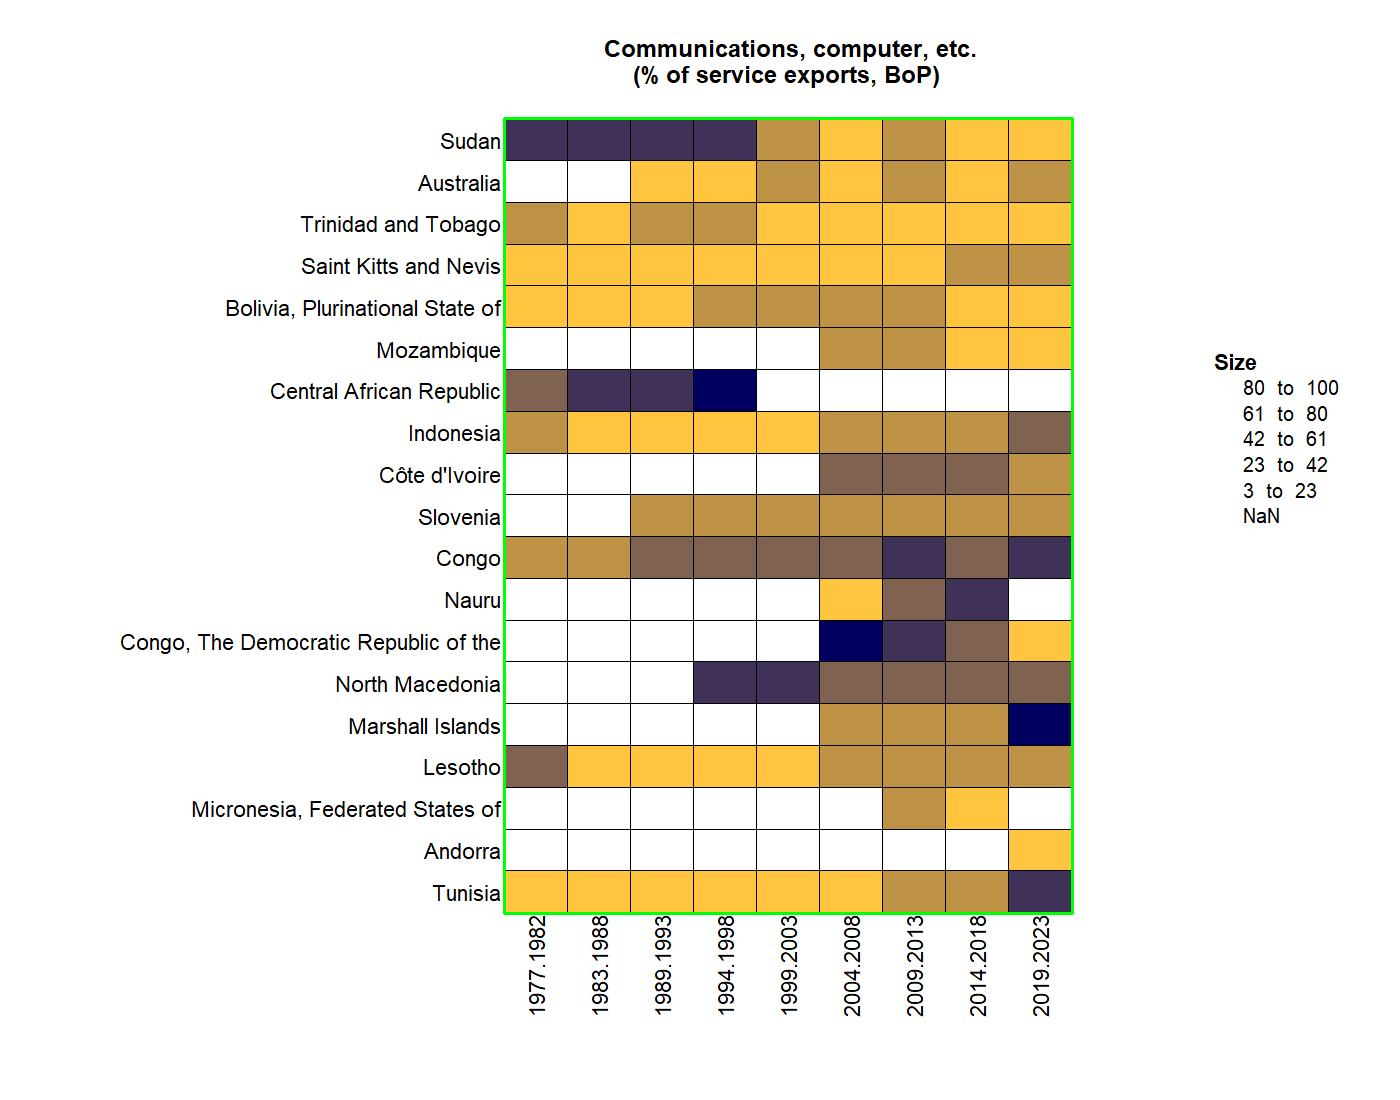 Communications, computer, etc.
(% of service exports, BoP)
Sudan
Australia
Trinidad and Tobago
Saint Kitts and Nevis
Bolivia, Plurinational State of
Mozambique
Central African Republic
Indonesia
Côte d'Ivoire
Slovenia
Congo
Nauru
Congo, The Democratic Republic of the
North Macedonia
Marshall Islands
Lesotho
Micronesia, Federated States of
Andorra
Tunisia
1977.1982
1983.1988
1989.1993
1994.1998
1999.2003
2004.2008
2009.2013
2014.2018
2019.2023
Size
80 to 100
61 to 80
42 to 61
23 to 42
3 to 23
NaN